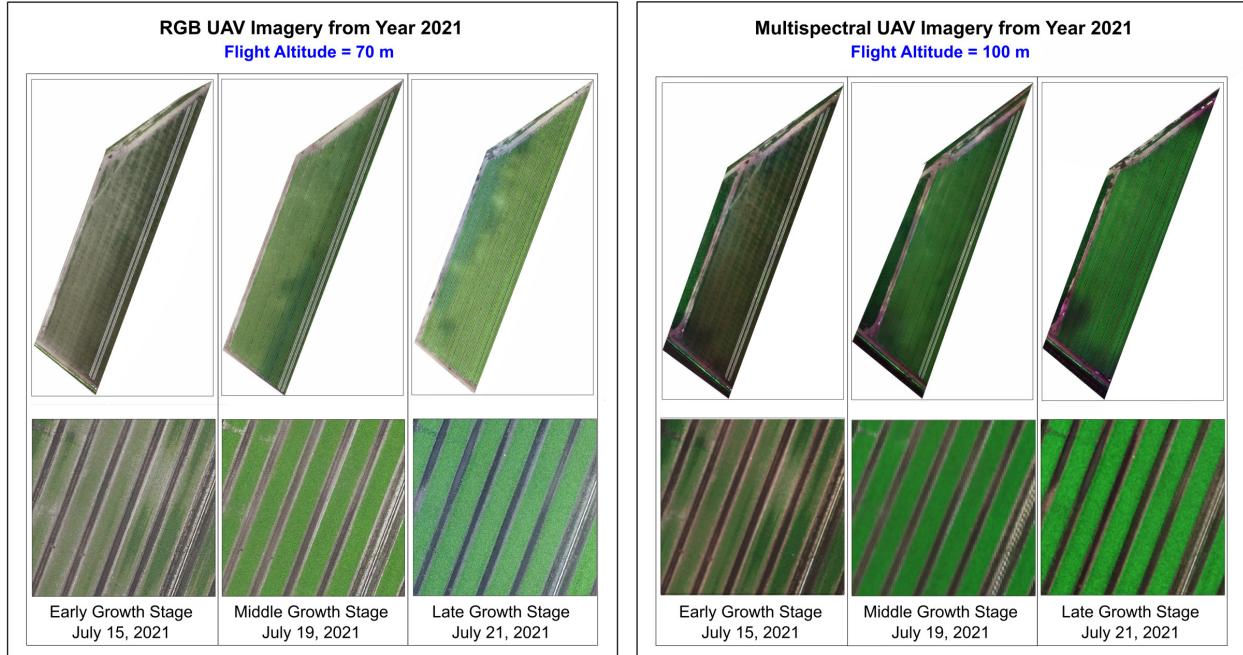 RGB UAV Imagery from Year 2021
Flight Altitude = 70 m
Early Growth Stage
July 15, 2021
Middle Growth Stage
July 19, 2021
Late Growth Stage
July 21, 2021
Multispectral UAV Imagery from Year 2021
Flight Altitude = 100 m
Early Growth Stage
July 15, 2021
Middle Growth Stage
July 19, 2021
Late Growth Stage
July 21, 2021